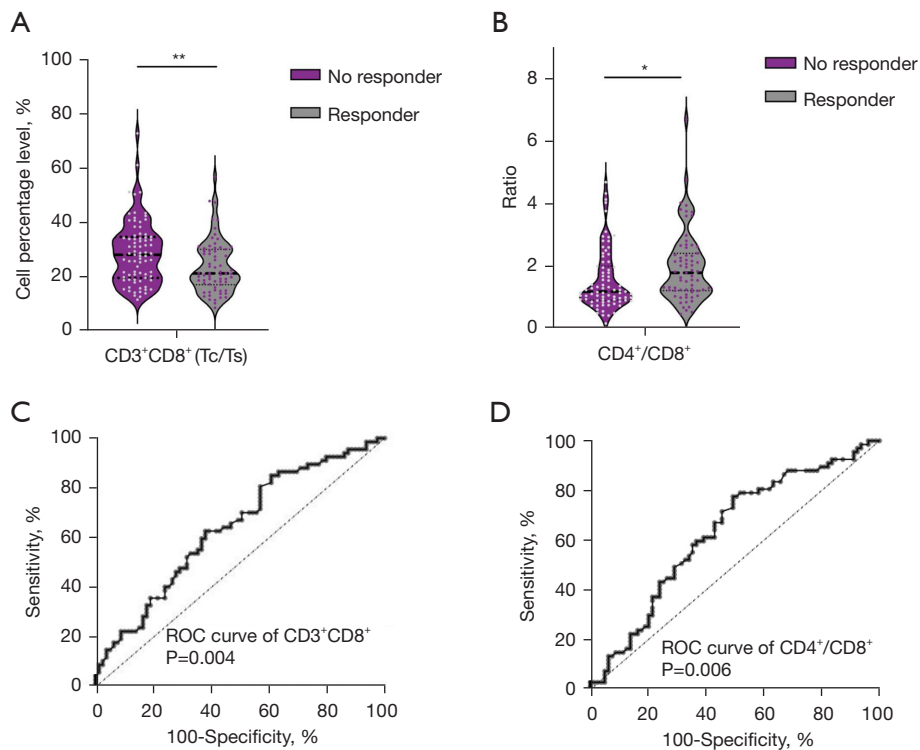 A
B
100
80
60
40
20
0
Cell percentage level, %
**
No responder
Responder
CD3⁺CD8⁺ (Tc/Ts)
8
6
4
2
0
Ratio
*
No responder
Responder
CD4⁺/CD8⁺
C
D
100
80
60
40
20
0
Sensitivity, %
ROC curve of CD3⁺CD8⁺
P=0.004
0 20 40 60 80 100
100-Specificity, %
100
80
60
40
20
0
Sensitivity, %
ROC curve of CD4⁺/CD8⁺
P=0.006
0 20 40 60 80 100
100-Specificity, %